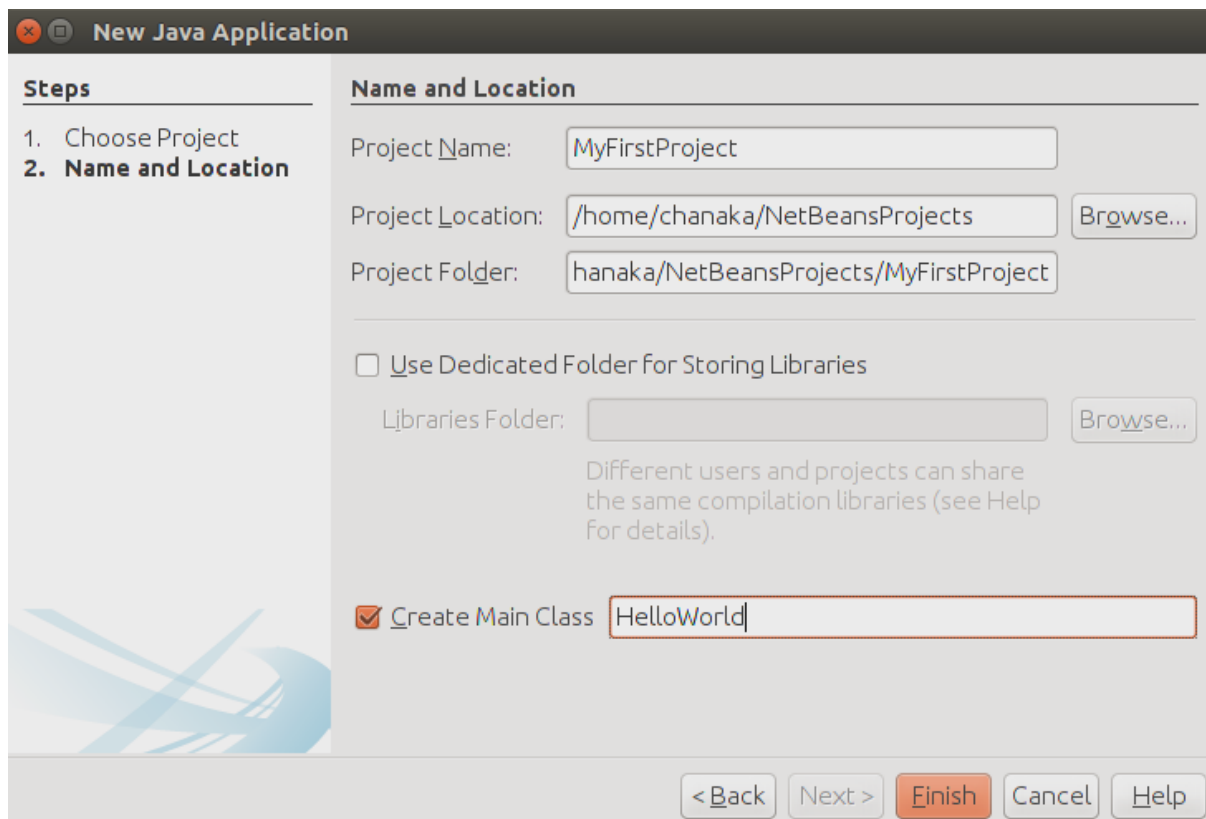 New Java Application
Steps
1. Choose Project
2. Name and Location
Name and Location
Project Name: MyFirstProject
Project Location: /home/chanaka/NetBeansProjects Browse...
Project Folder: hanaka/NetBeansProjects/MyFirstProject
Use Dedicated Folder for Storing Libraries
Libraries Folder: Browse...
Different users and projects can share
the same compilation libraries (see Help
for details).
Create Main Class HelloWorld
< Back Next > Finish Cancel Help